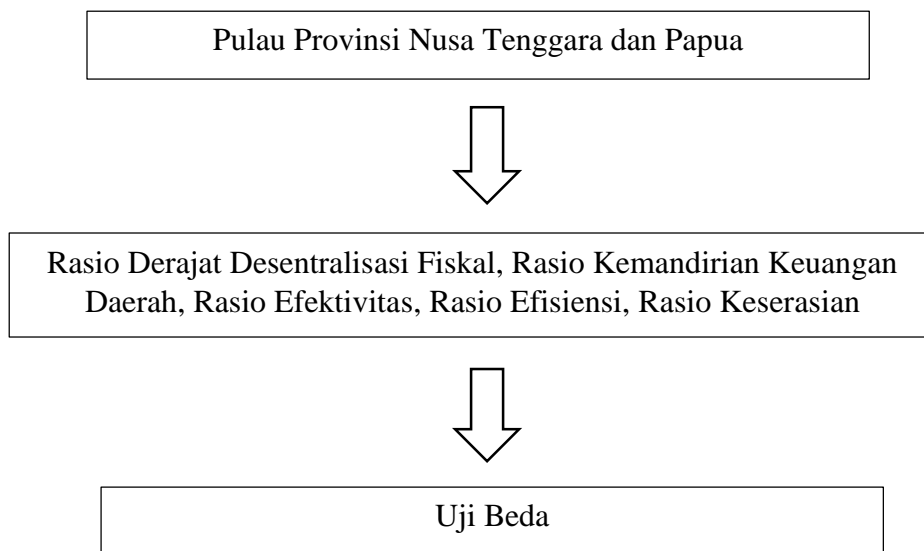 Pulau Provinsi Nusa Tenggara dan Papua
Rasio Derajat Desentralisasi Fiskal, Rasio Kemandirian Keuangan
Daerah, Rasio Efektivitas, Rasio Efisiensi, Rasio Keserasian
Uji Beda